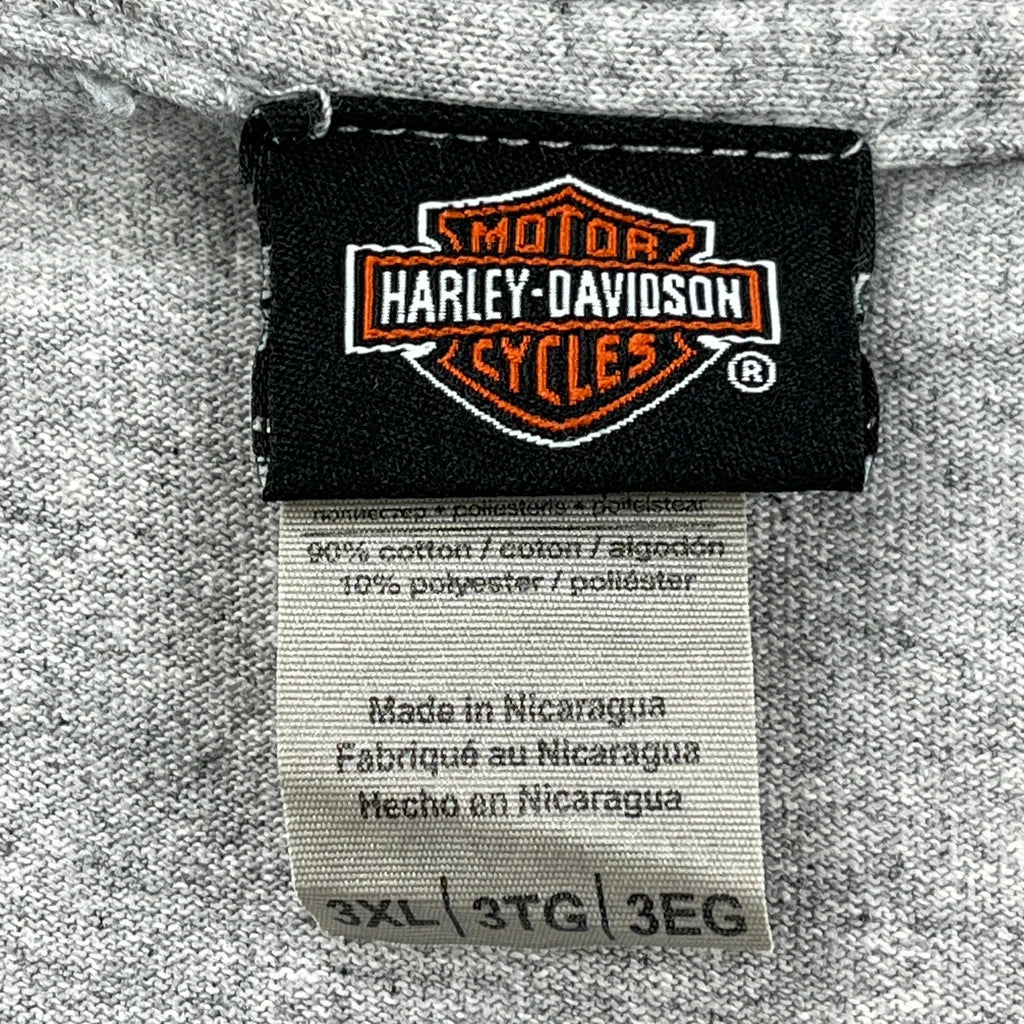 MOTOR
HARLEY-DAVIDSON
CYCLES
®
90% cotton / coton / algodón
10% polyester / poliéster
Made in Nicaragua
Fabriqué au Nicaragua
Hecho en Nicaragua
3XL | 3TG | 3EG